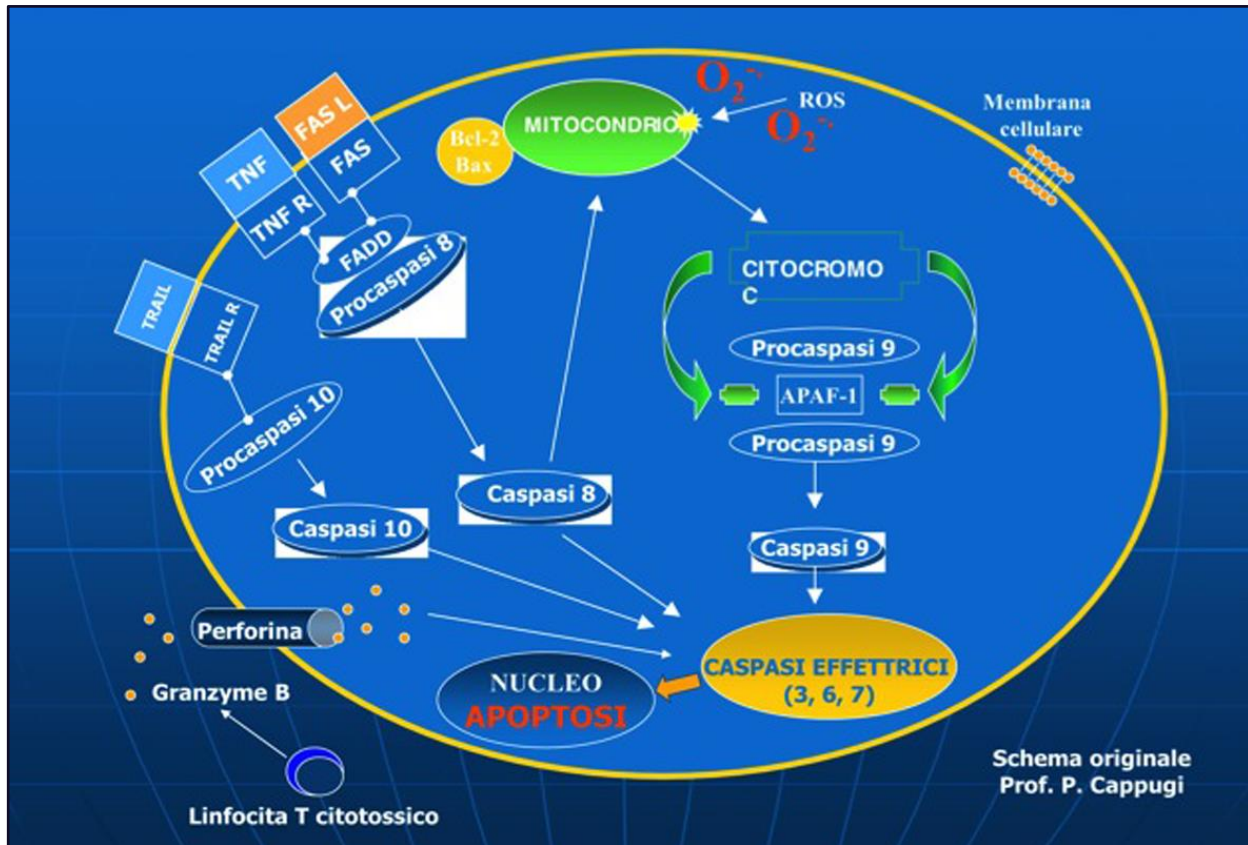 O₂⁻·
ROS
O₂⁻·
Membrana
cellulare
MITOCONDRIO
Bcl-2
Bax
FAS L
FAS
TNF
TNF R
FADD
Procaspasi 8
TRAIL
TRAIL R
Procaspasi 10
CITOCROMO
C
Procaspasi 9
APAF-1
Procaspasi 9
Caspasi 8
Caspasi 10
Caspasi 9
Perforina
Granzyme B
Linfocita T citotossico
NUCLEO
APOPTOSI
CASPASI EFFETTRICI
(3, 6, 7)
Schema originale
Prof. P. Cappugi